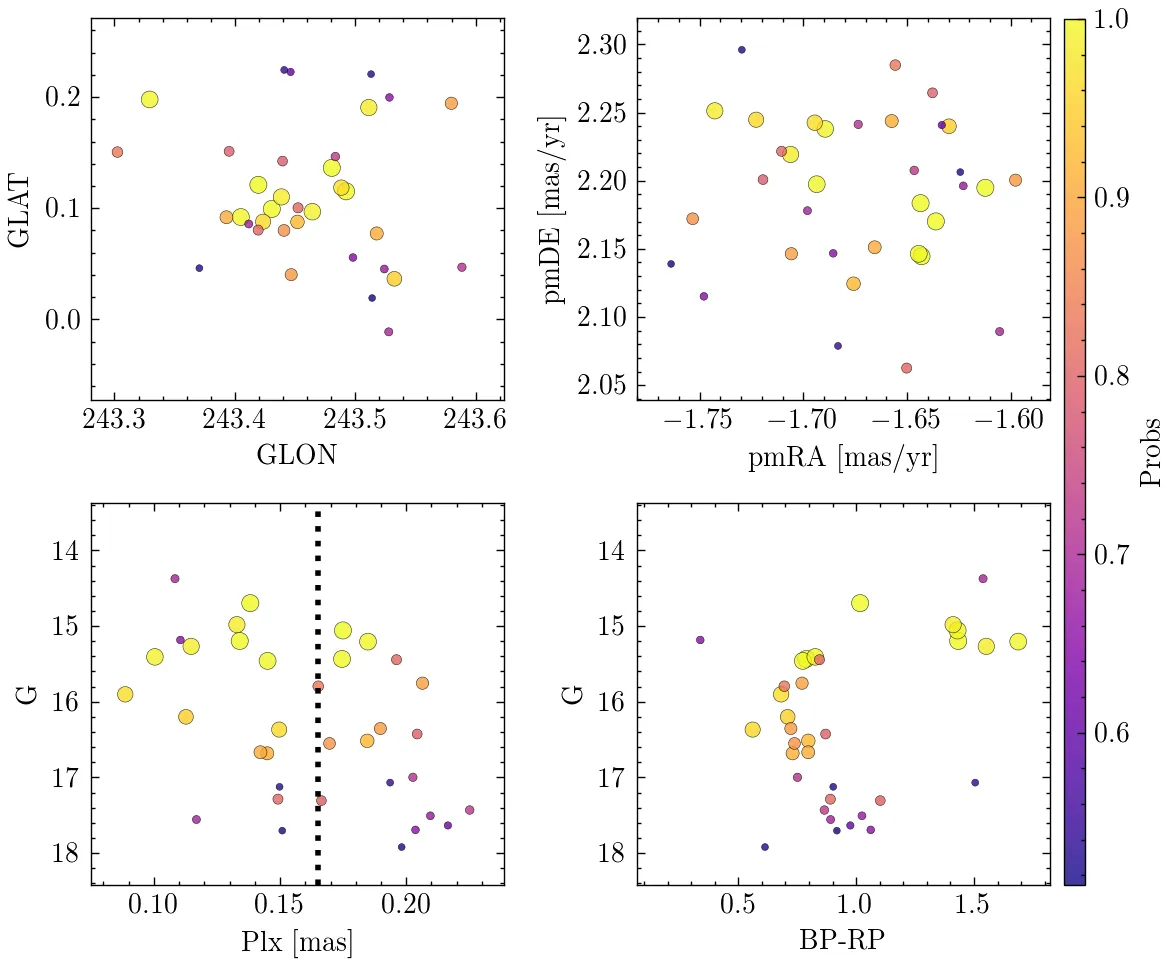 0.2
0.1
0.0
GLAT
243.3 243.4 243.5 243.6
GLON
2.30
2.25
2.20
2.15
2.10
2.05
pmDE [mas/yr]
−1.75 −1.70 −1.65 −1.60
pmRA [mas/yr]
1.0
0.9
0.8
0.7
0.6
Probs
14
15
16
17
18
G
0.10 0.15 0.20
Plx [mas]
14
15
16
17
18
G
0.5 1.0 1.5
BP-RP